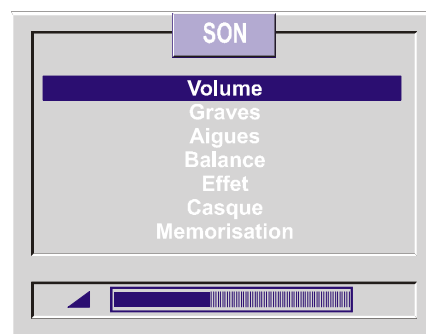 SON
Volume
Graves
Aigues
Balance
Effet
Casque
Memorisation